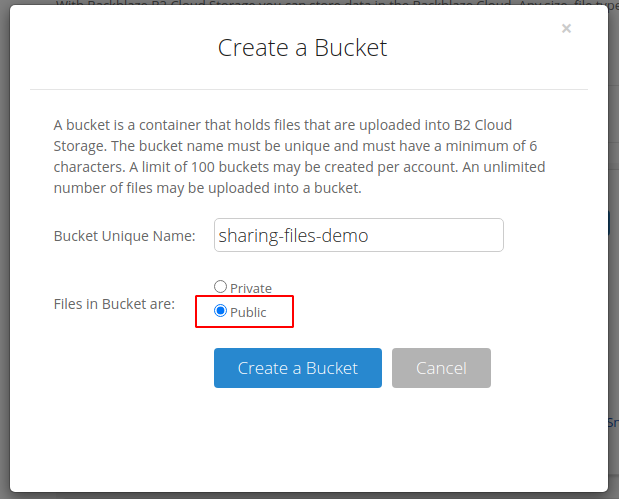 With Backblaze B2 Cloud Storage you can store data in the Backblaze Cloud. Any size, file type
×
Create a Bucket
A bucket is a container that holds files that are uploaded into B2 Cloud
Storage. The bucket name must be unique and must have a minimum of 6
characters. A limit of 100 buckets may be created per account. An unlimited
number of files may be uploaded into a bucket.
Bucket Unique Name: sharing-files-demo
Private
Files in Bucket are:
Public
Create a Bucket Cancel